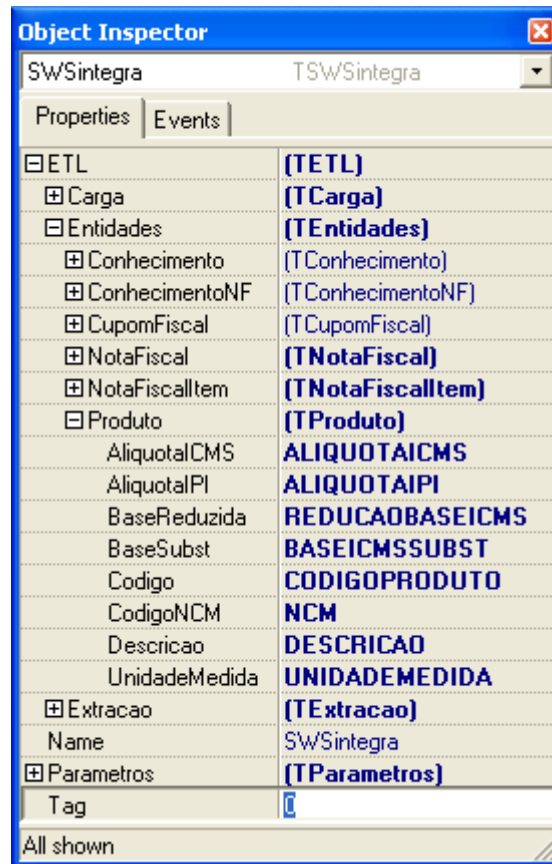 Object Inspector
SWSintegra TSWSintegra
Properties Events
ETL (TETL)
Carga (TCarga)
Entidades (TEntidades)
Conhecimento (TConhecimento)
ConhecimentoNF (TConhecimentoNF)
CupomFiscal (TCupomFiscal)
NotaFiscal (TNotaFiscal)
NotaFiscalItem (TNotaFiscalItem)
Produto (TProduto)
AliquotaICMS ALIQUOTAICMS
AliquotaIPI ALIQUOTAIPI
BaseReduzida REDUCAOBASEICMS
BaseSubst BASEICMSSUBST
Codigo CODIGOPRODUTO
CodigoNCM NCM
Descricao DESCRICAO
UnidadeMedida UNIDADEMEDIDA
Extracao (TExtracao)
Name SWSintegra
Parametros (TParametros)
Tag 0
All shown